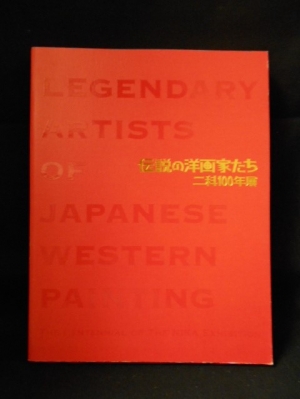 LEGENDARY
ARTISTS
OF
伝説の洋画家たち
二科100年展
JAPANESE
WESTERN
PAINTING